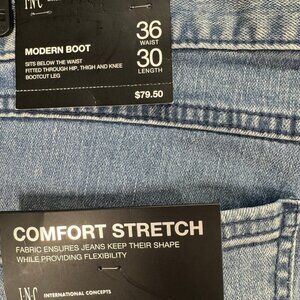 I·N·C
MODERN BOOT
SITS BELOW THE WAIST
FITTED THROUGH HIP, THIGH AND KNEE
BOOTCUT LEG
36
WAIST
30
LENGTH
$79.50
COMFORT STRETCH
FABRIC ENSURES JEANS KEEP THEIR SHAPE
WHILE PROVIDING FLEXIBILITY
I·N·C INTERNATIONAL CONCEPTS